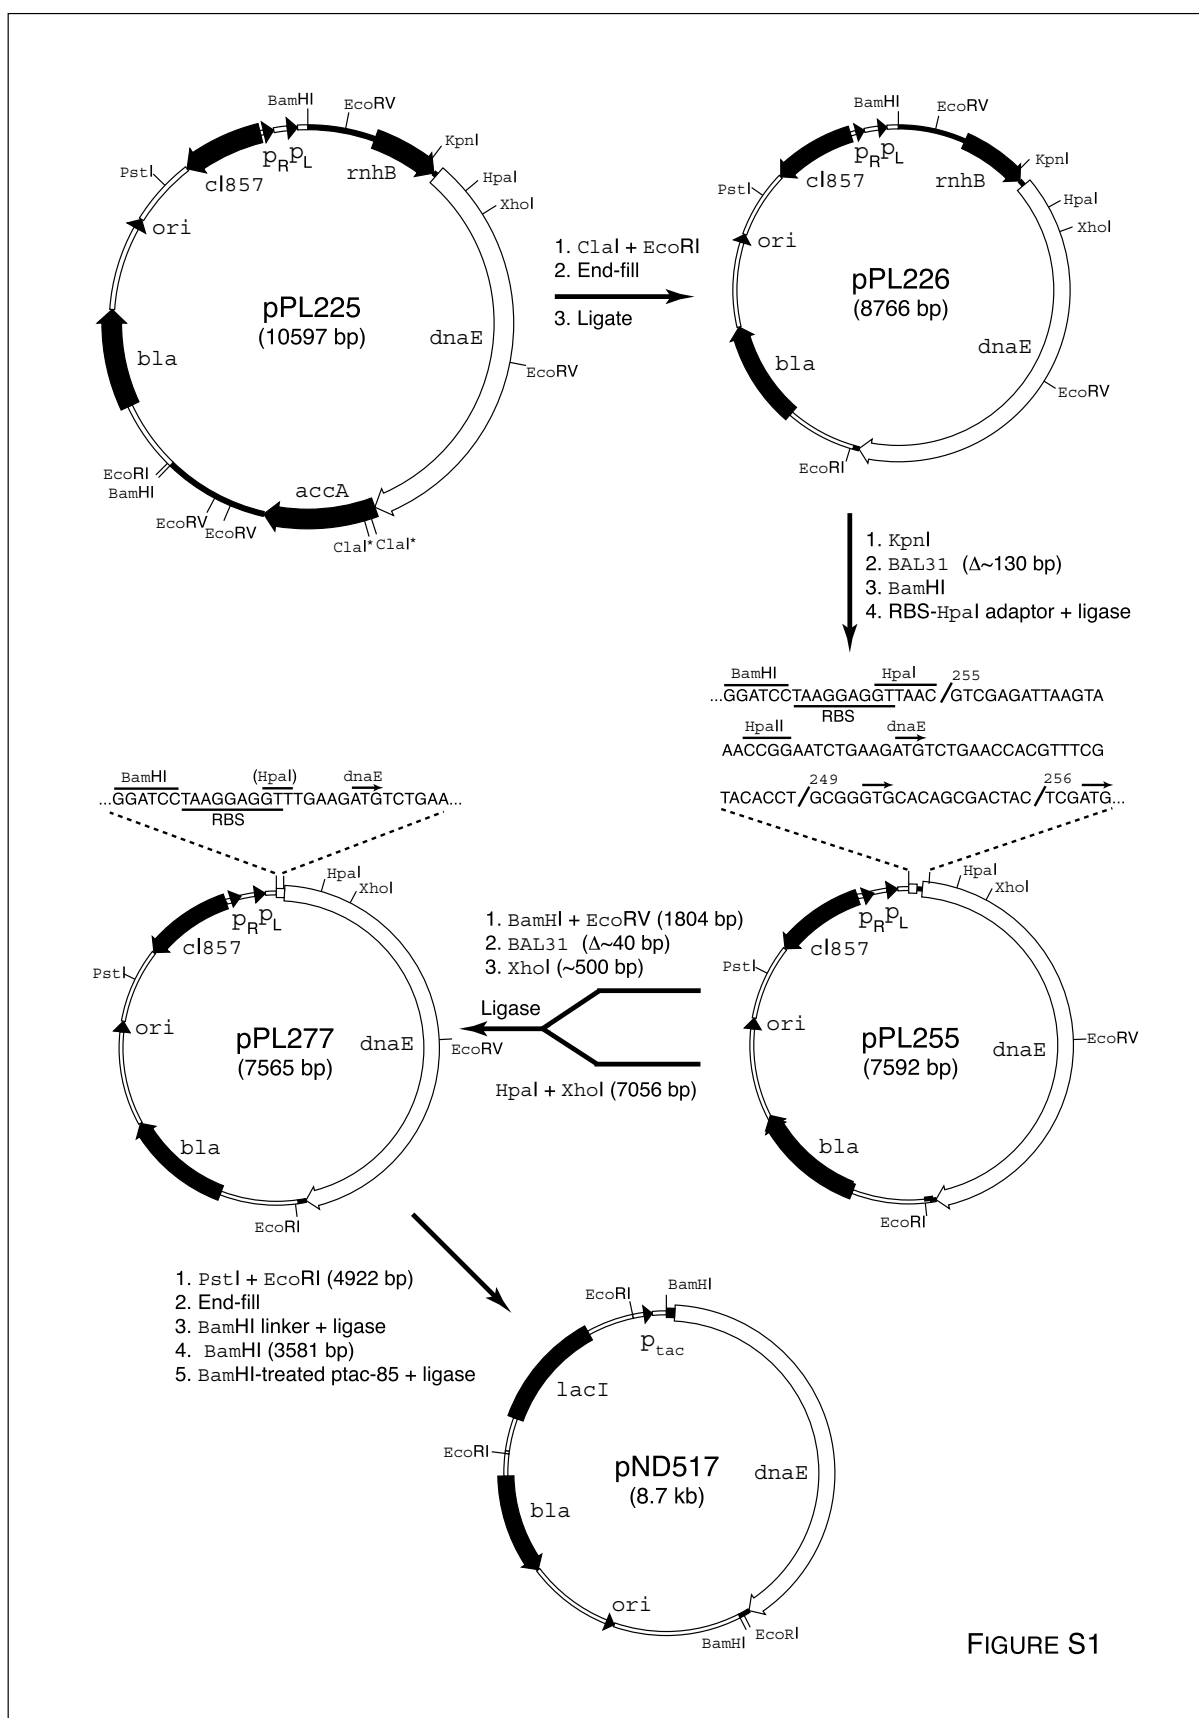 BamHI
EcoRV
KpnI
HpaI
XhoI
PstI
cI857
pR pL
rnhB
ori
pPL225
(10597 bp)
dnaE
bla
EcoRV
EcoRI
BamHI
accA
EcoRV EcoRV
ClaI* ClaI*
1. ClaI + EcoRI
2. End-fill
3. Ligate
BamHI
EcoRV
KpnI
HpaI
XhoI
PstI
cI857
pR pL
rnhB
ori
pPL226
(8766 bp)
dnaE
bla
EcoRV
EcoRI
1. KpnI
2. BAL31 (Δ~130 bp)
3. BamHI
4. RBS-HpaI adaptor + ligase
BamHI HpaI 255
...GGATCCTAAGGAGGTTAAC/GTCGAGATTAAGTA
RBS
HpaII dnaE
AACCGGAATCTGAAGATGTCTGAACCACGTTTCG
249 256
TACACCT/GCGGGTGCACAGCGACTAC/TCGATG...
BamHI (HpaI) dnaE
...GGATCCTAAGGAGGTTTGAAGATGTCTGAA...
RBS
HpaI
XhoI
pR pL
cI857
PstI
ori
pPL277
(7565 bp)
dnaE
EcoRV
bla
EcoRI
1. BamHI + EcoRV (1804 bp)
2. BAL31 (Δ~40 bp)
3. XhoI (~500 bp)
Ligase
HpaI + XhoI (7056 bp)
HpaI
XhoI
pR pL
cI857
PstI
ori
pPL255
(7592 bp)
dnaE
EcoRV
bla
EcoRI
1. PstI + EcoRI (4922 bp)
2. End-fill
3. BamHI linker + ligase
4. BamHI (3581 bp)
5. BamHI-treated ptac-85 + ligase
BamHI
EcoRI
ptac
lacI
EcoRI
pND517
(8.7 kb)
dnaE
bla
ori
BamHI
EcoRI
FIGURE S1